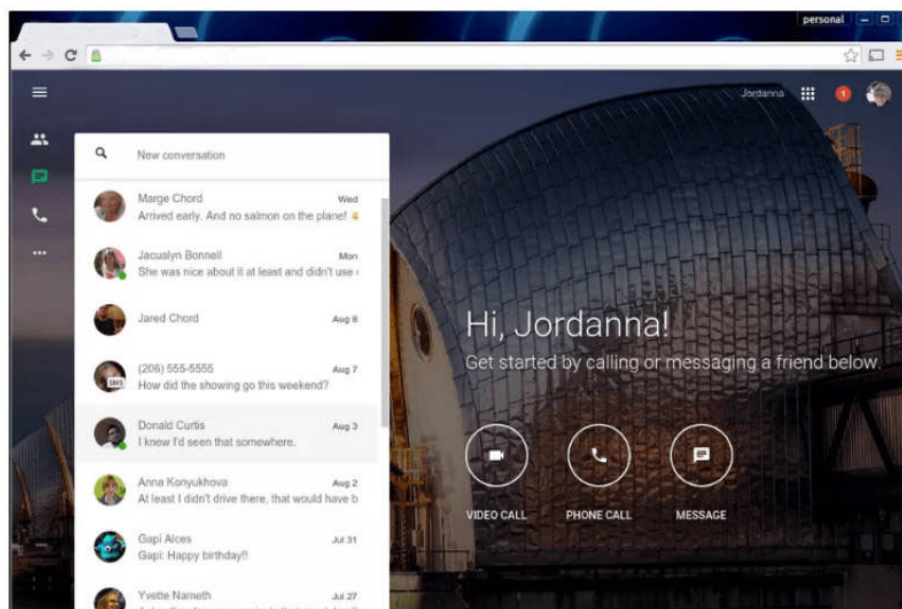 personal
Jordanna
1
New conversation
Marge Chord Wed
Arrived early. And no salmon on the plane!
Jacualyn Bonnell Mon
She was nice about it at least and didn't use
Jared Chord Aug 8
(206) 555-5555 Aug 7
How did the showing go this weekend?
Donald Curtis Aug 3
I knew I'd seen that somewhere.
Anna Konyukhova Aug 2
At least I didn't drive there, that would have b
Gapi Alces Jul 31
Gapi: Happy birthday!!
Yvette Nameth Jul 27
Hi, Jordanna!
Get started by calling or messaging a friend below.
VIDEO CALL PHONE CALL MESSAGE